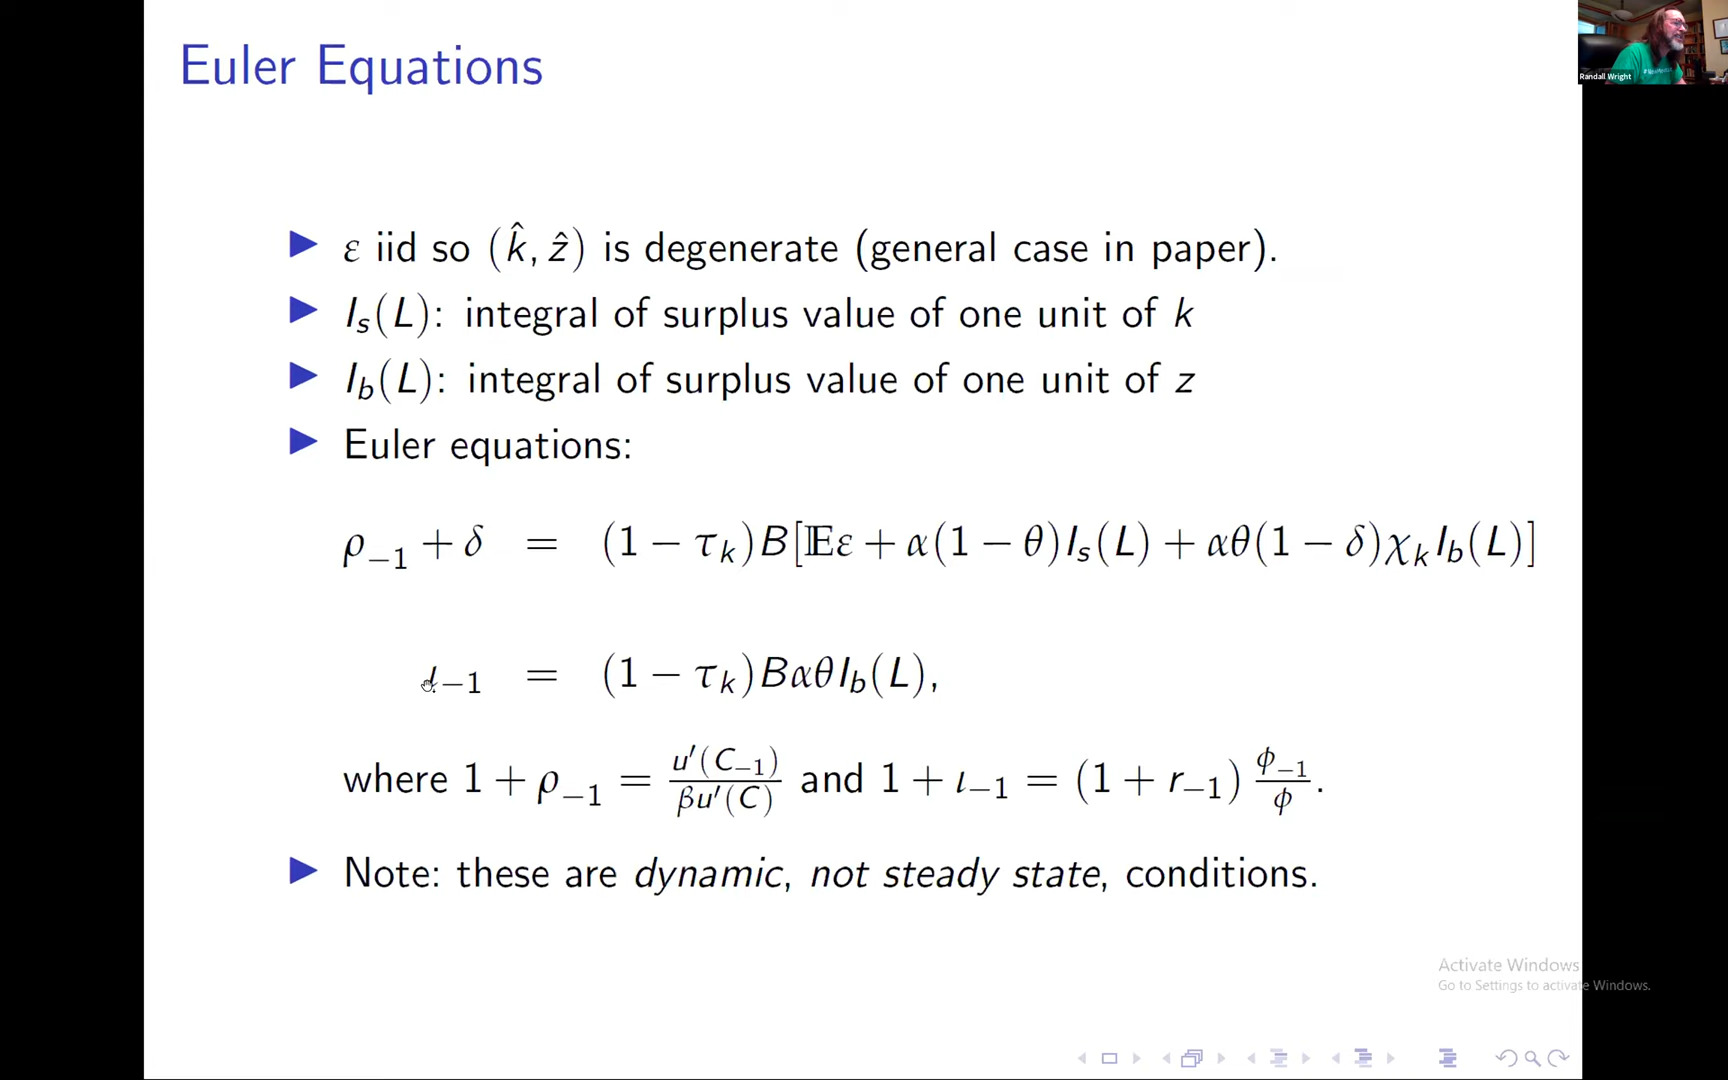 Euler Equations
Randall Wright
▶ ε iid so (k̂, ẑ) is degenerate (general case in paper).
▶ I_s(L): integral of surplus value of one unit of k
▶ I_b(L): integral of surplus value of one unit of z
▶ Euler equations:
ρ_{−1} + δ = (1 − τ_k)B[𝔼ε + α(1 − θ)I_s(L) + αθ(1 − δ)χ_k I_b(L)]
ι_{−1} = (1 − τ_k)BαθI_b(L),
where 1 + ρ_{−1} = u′(C_{−1})/βu′(C) and 1 + ι_{−1} = (1 + r_{−1}) ϕ_{−1}/ϕ.
▶ Note: these are dynamic, not steady state, conditions.
Activate Windows
Go to Settings to activate Windows.